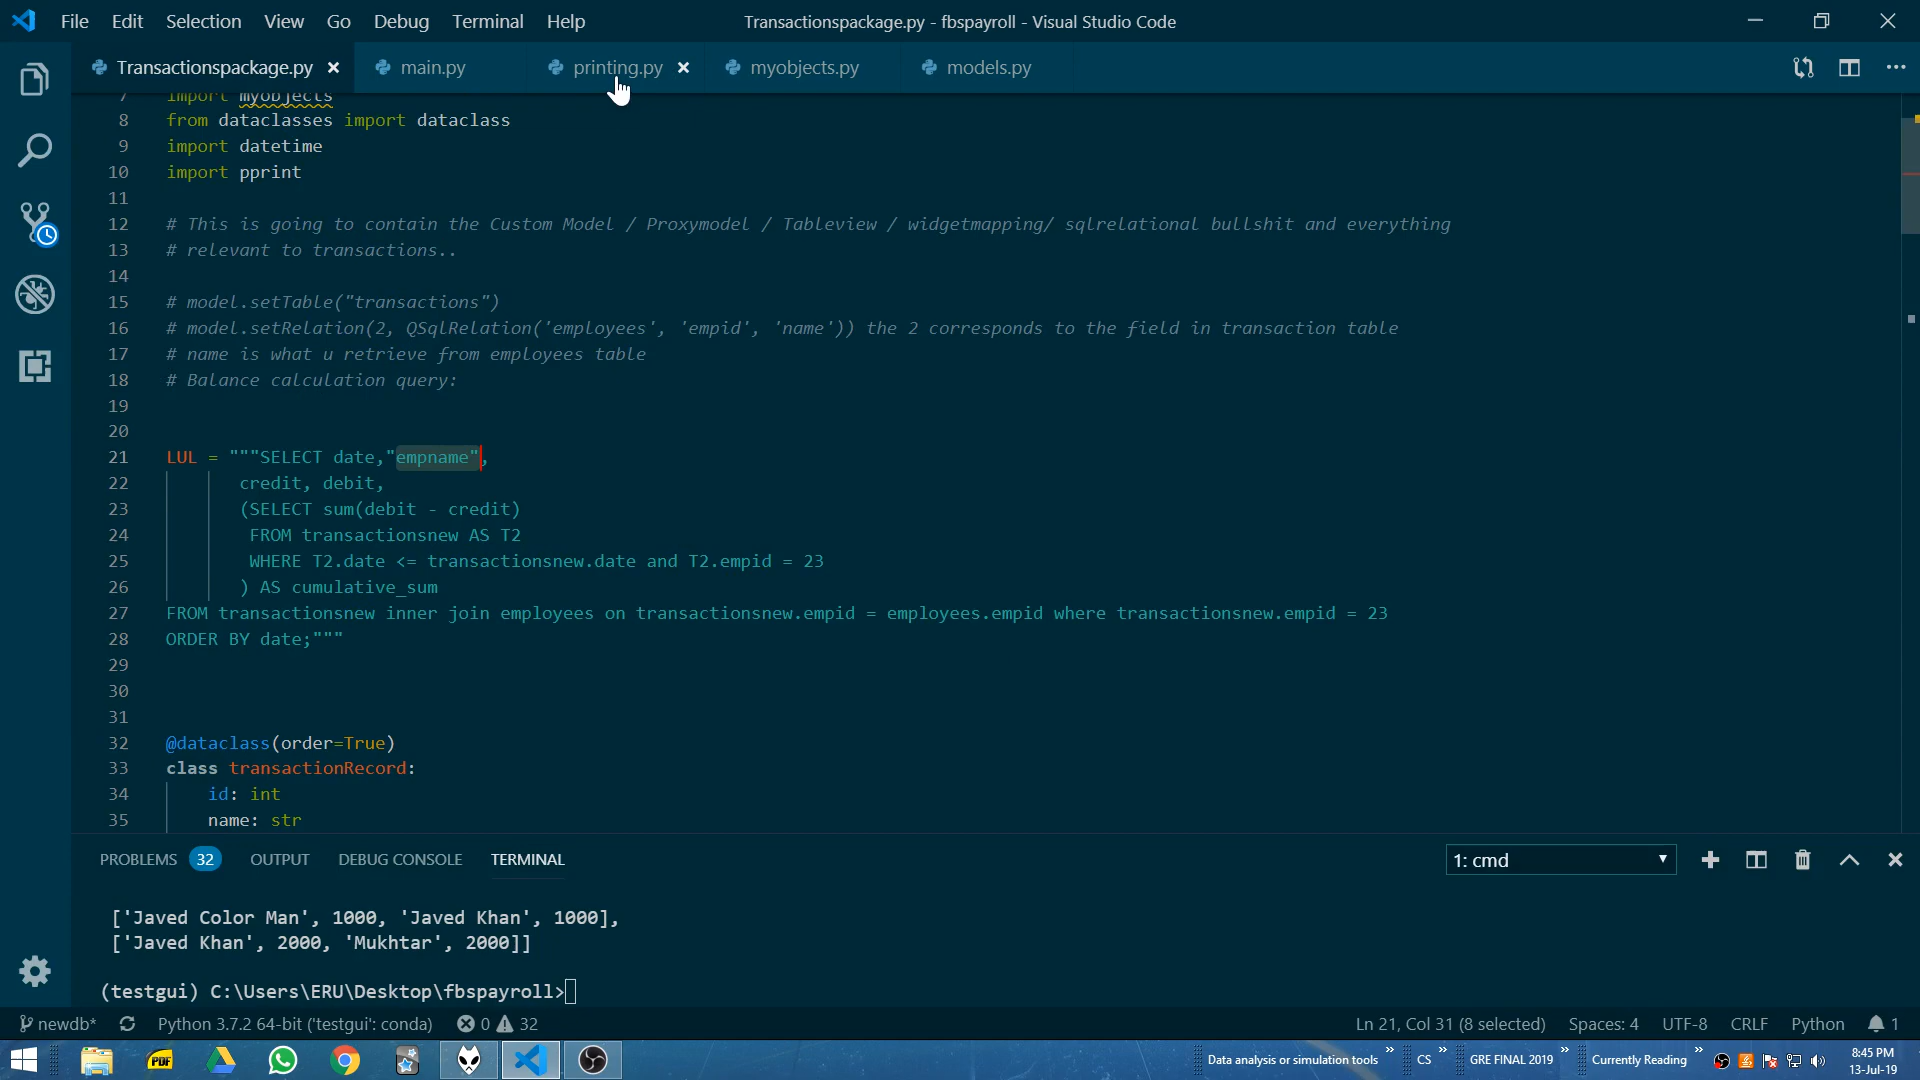 File Edit Selection View Go Debug Terminal Help
Transactionspackage.py - fbspayroll - Visual Studio Code
Transactionspackage.py main.py printing.py myobjects.py models.py
7 import myobjects
8 from dataclasses import dataclass
9 import datetime
10 import pprint
11
12 # This is going to contain the Custom Model / Proxymodel / Tableview / widgetmapping/ sqlrelational bullshit and everything
13 # relevant to transactions..
14
15 # model.setTable("transactions")
16 # model.setRelation(2, QSqlRelation('employees', 'empid', 'name')) the 2 corresponds to the field in transaction table
17 # name is what u retrieve from employees table
18 # Balance calculation query:
19
20
21 LUL = """SELECT date,"empname",
22 credit, debit,
23 (SELECT sum(debit - credit)
24 FROM transactionsnew AS T2
25 WHERE T2.date <= transactionsnew.date and T2.empid = 23
26 ) AS cumulative_sum
27 FROM transactionsnew inner join employees on transactionsnew.empid = employees.empid where transactionsnew.empid = 23
28 ORDER BY date;"""
29
30
31
32 @dataclass(order=True)
33 class transactionRecord:
34 id: int
35 name: str
PROBLEMS 32 OUTPUT DEBUG CONSOLE TERMINAL 1: cmd
['Javed Color Man', 1000, 'Javed Khan', 1000],
['Javed Khan', 2000, 'Mukhtar', 2000]]
(testgui) C:\Users\ERU\Desktop\fbspayroll>
newdb* Python 3.7.2 64-bit ('testgui': conda) 0 32 Ln 21, Col 31 (8 selected) Spaces: 4 UTF-8 CRLF Python 1
PDF Data analysis or simulation tools » CS » GRE FINAL 2019 » Currently Reading » 8:45 PM
13-Jul-19